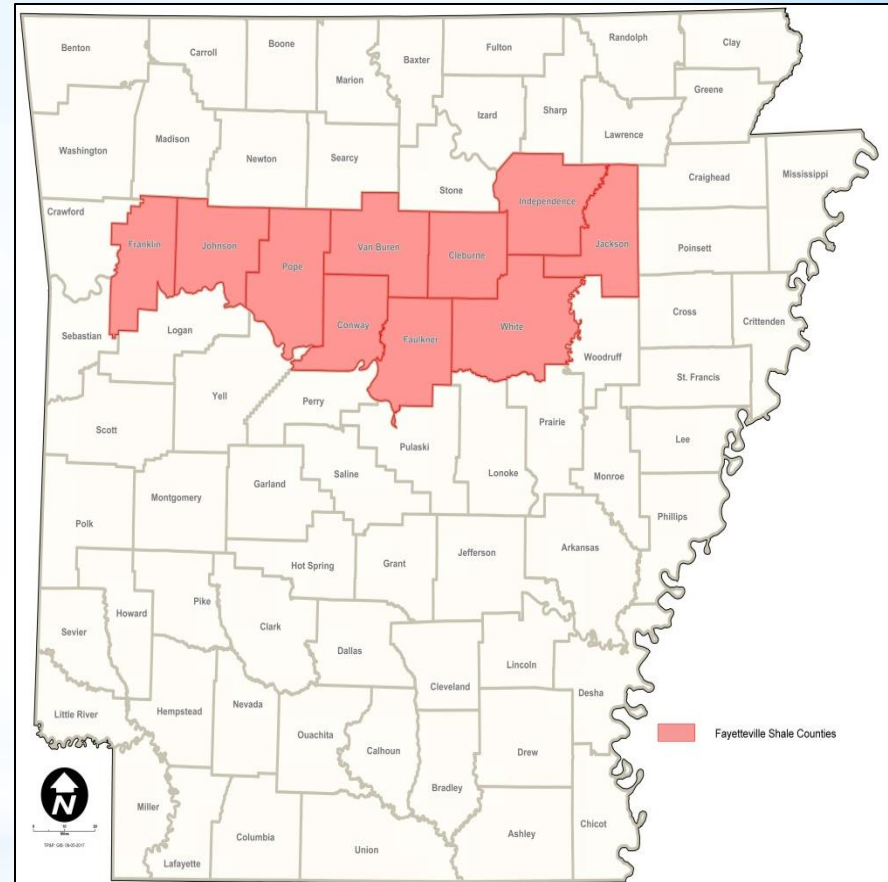 Benton
Carroll
Boone
Marion
Baxter
Fulton
Randolph
Clay
Greene
Izard
Sharp
Lawrence
Washington
Madison
Newton
Searcy
Stone
Independence
Craighead
Mississippi
Crawford
Franklin
Johnson
Pope
Van Buren
Cleburne
Jackson
Poinsett
Sebastian
Logan
Conway
Faulkner
White
Woodruff
Cross
Crittenden
St. Francis
Yell
Perry
Scott
Pulaski
Prairie
Lee
Lonoke
Monroe
Saline
Garland
Montgomery
Phillips
Polk
Hot Spring
Grant
Jefferson
Arkansas
Howard
Pike
Clark
Sevier
Dallas
Cleveland
Lincoln
Desha
Little River
Hempstead
Nevada
Ouachita
Calhoun
Drew
Fayetteville Shale Counties
Bradley
N
Miller
Columbia
Union
Ashley
Chicot
Lafayette